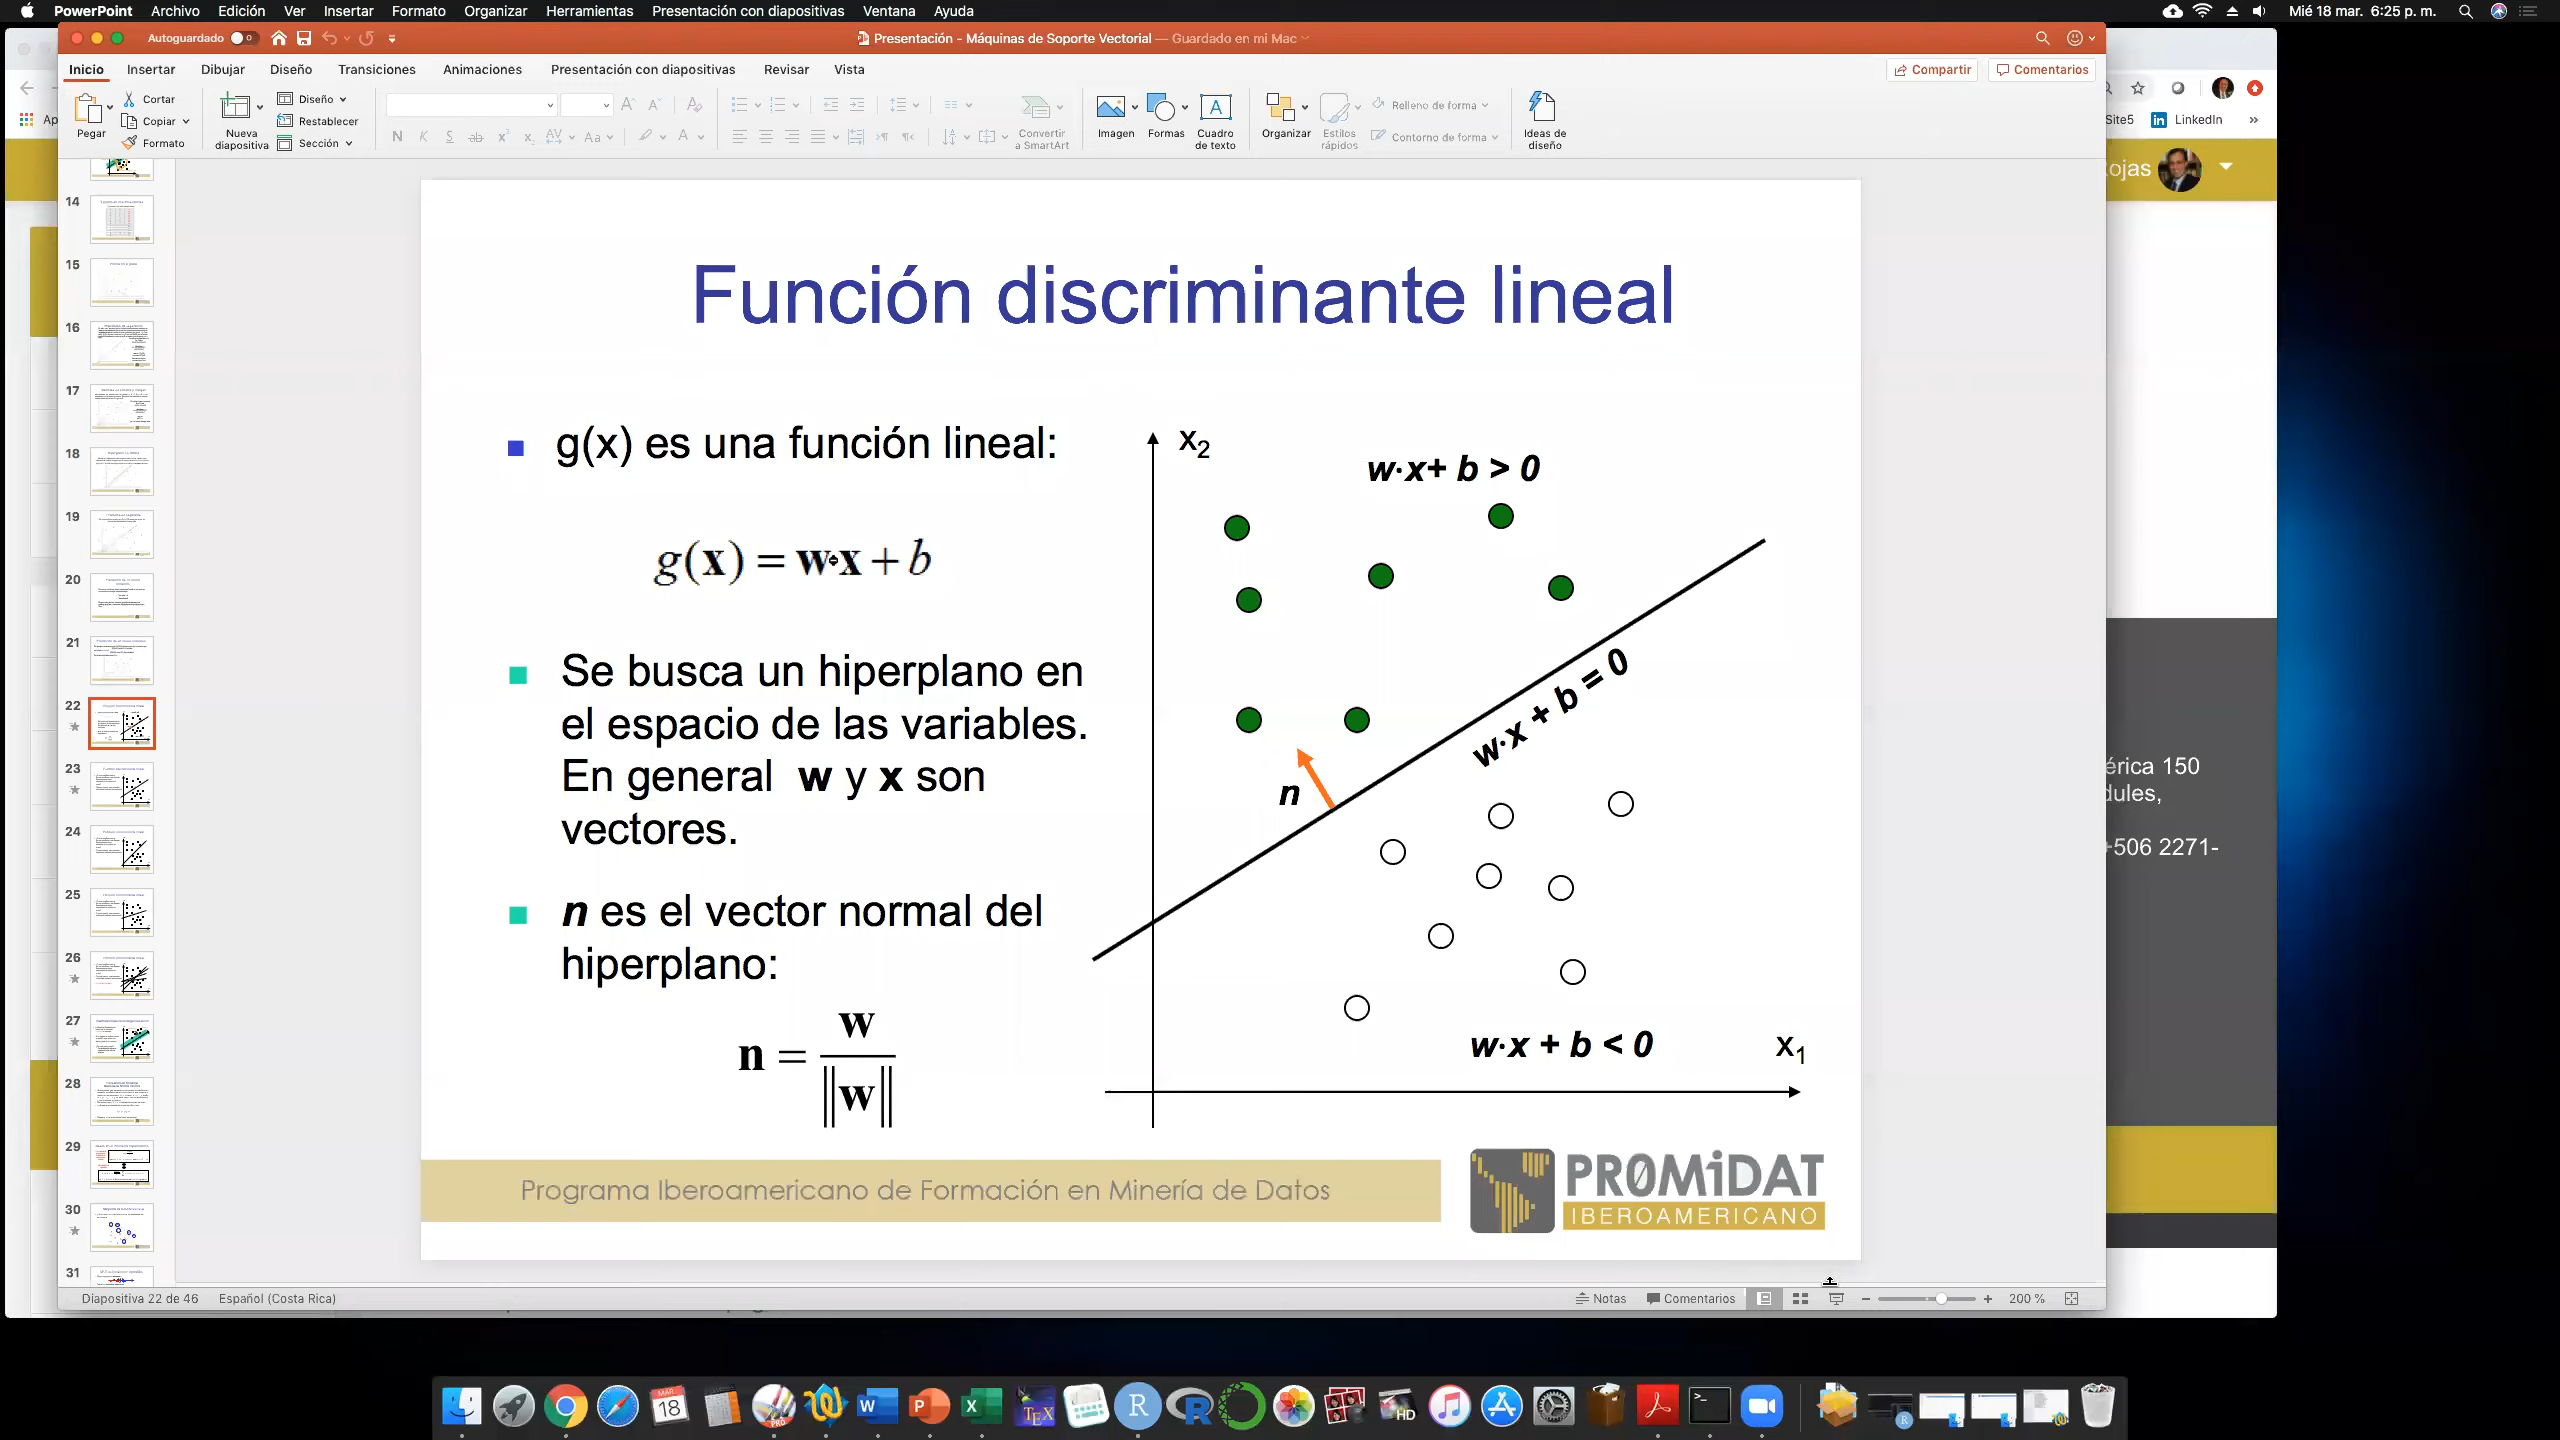 PowerPoint Archivo Edición Ver Insertar Formato Organizar Herramientas Presentación con diapositivas Ventana Ayuda
Mié 18 mar. 6:25 p. m.
Autoguardado
Presentación - Máquinas de Soporte Vectorial — Guardado en mi Mac
Inicio Insertar Dibujar Diseño Transiciones Animaciones Presentación con diapositivas Revisar Vista
Compartir Comentarios
Pegar
Cortar
Copiar
Formato
Nueva diapositiva
Diseño
Restablecer
Sección
Convertir a SmartArt
Imagen
Formas
Cuadro de texto
Organizar
Estilos rápidos
Relleno de forma
Contorno de forma
Ideas de diseño
Site5
LinkedIn
ojas
14
15
16
17
18
19
20
21
22
23
24
25
26
27
28
29
30
31
Función discriminante lineal
g(x) es una función lineal:
g(x) = w·x + b
Se busca un hiperplano en
el espacio de las variables.
En general w y x son
vectores.
n es el vector normal del
hiperplano:
n = w / ‖w‖
x2
w·x+ b > 0
w·x + b = 0
n
w·x + b < 0
x1
Programa Iberoamericano de Formación en Minería de Datos
PR0MiDAT
IBEROAMERICANO
érica 150
dules,
+506 2271-
Diapositiva 22 de 46 Español (Costa Rica)
Notas Comentarios 200 %
MAR
18
W
P
X
TEX
R
R
HD